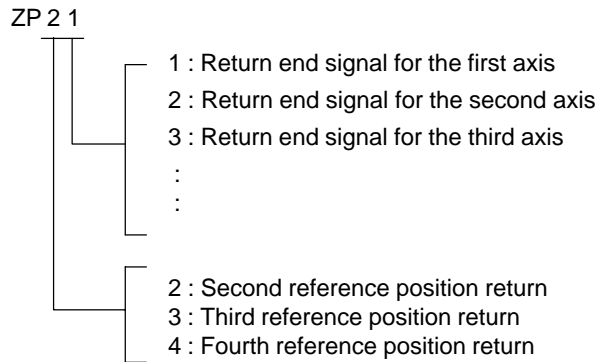 ZP 2 1
1 : Return end signal for the first axis
2 : Return end signal for the second axis
3 : Return end signal for the third axis
:
:
2 : Second reference position return
3 : Third reference position return
4 : Fourth reference position return